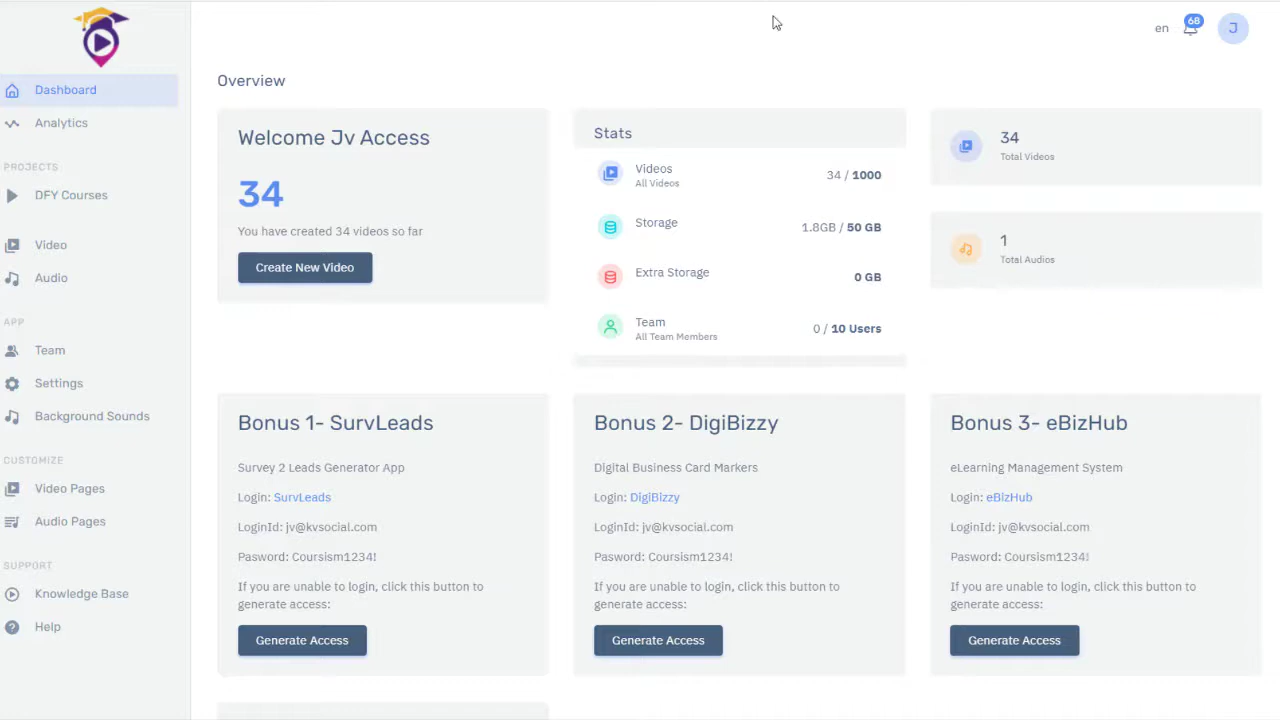 en
68
J
Dashboard
Analytics
PROJECTS
DFY Courses
Video
Audio
APP
Team
Settings
Background Sounds
CUSTOMIZE
Video Pages
Audio Pages
SUPPORT
Knowledge Base
Help
Overview
Welcome Jv Access
34
You have created 34 videos so far
Create New Video
Stats
Videos
All Videos
34 / 1000
Storage
1.8GB / 50 GB
Extra Storage
0 GB
Team
All Team Members
0 / 10 Users
34
Total Videos
1
Total Audios
Bonus 1- SurvLeads
Survey 2 Leads Generator App
Login: SurvLeads
LoginId: jv@kvsocial.com
Pasword: Coursism1234!
If you are unable to login, click this button to
generate access:
Generate Access
Bonus 2- DigiBizzy
Digital Business Card Markers
Login: DigiBizzy
LoginId: jv@kvsocial.com
Pasword: Coursism1234!
If you are unable to login, click this button to
generate access:
Generate Access
Bonus 3- eBizHub
eLearning Management System
Login: eBizHub
LoginId: jv@kvsocial.com
Pasword: Coursism1234!
If you are unable to login, click this button to
generate access:
Generate Access